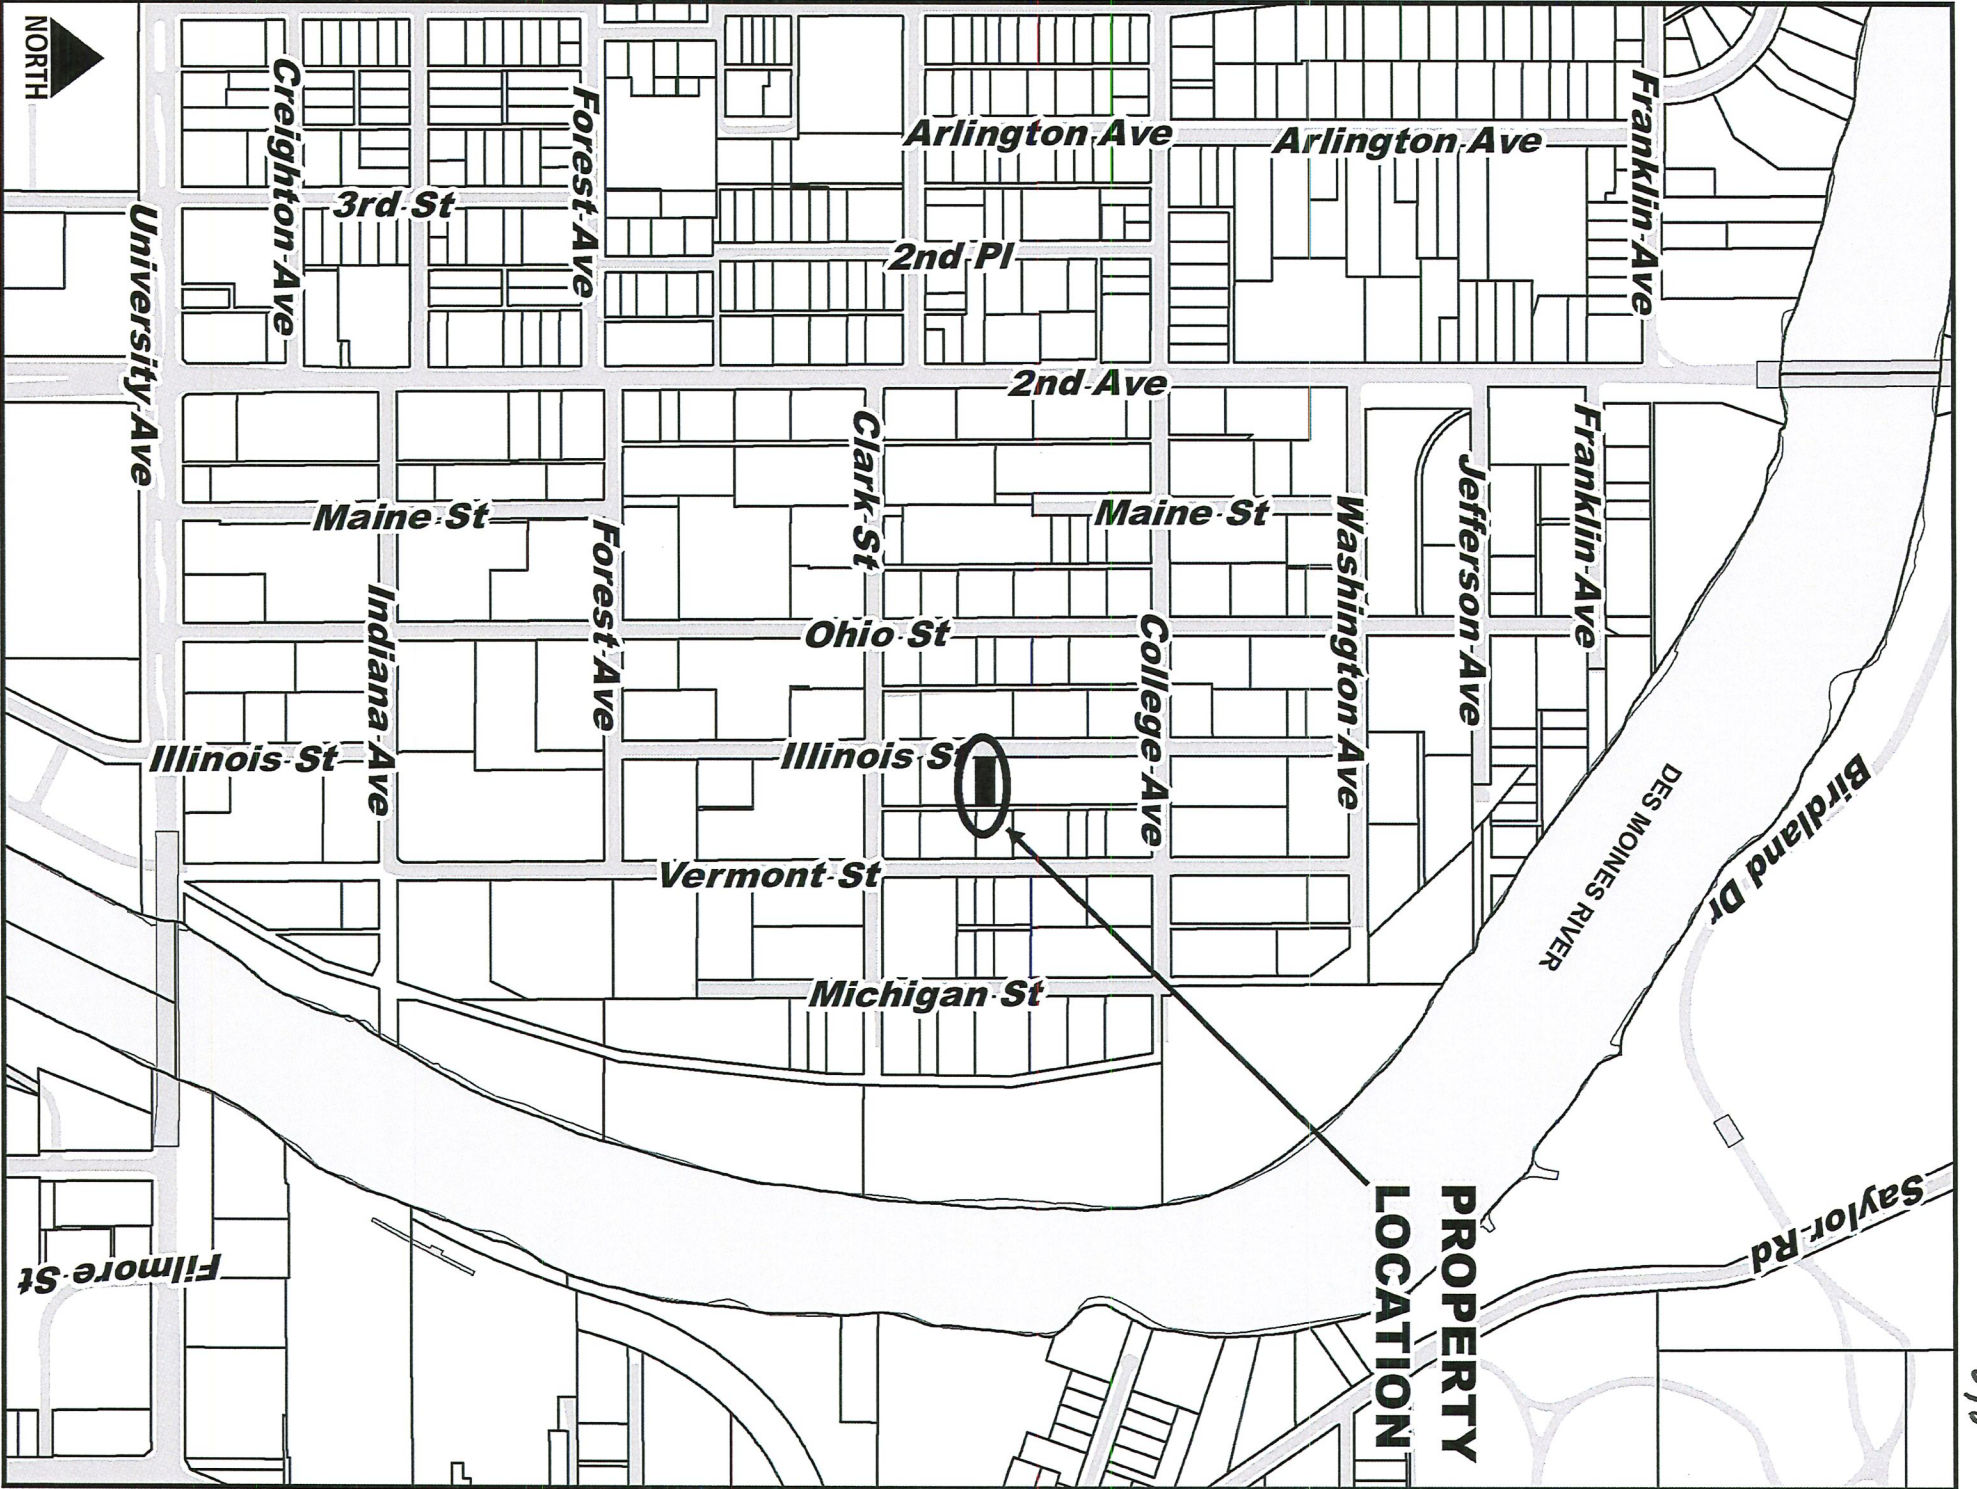 NORTH
Creighton Ave
Forest Ave
Franklin Ave
Arlington Ave
Arlington Ave
3rd St
University Ave
2nd Pl
2nd Ave
Clark St
Franklin Ave
Jefferson Ave
Maine St
Maine St
Washington Ave
Forest Ave
Indiana Ave
Ohio St
College Ave
Illinois St
Illinois St
DES MOINES RIVER
Birdland Dr
Vermont St
Michigan St
Saylor Rd
Filmore St
PROPERTY
LOCATION